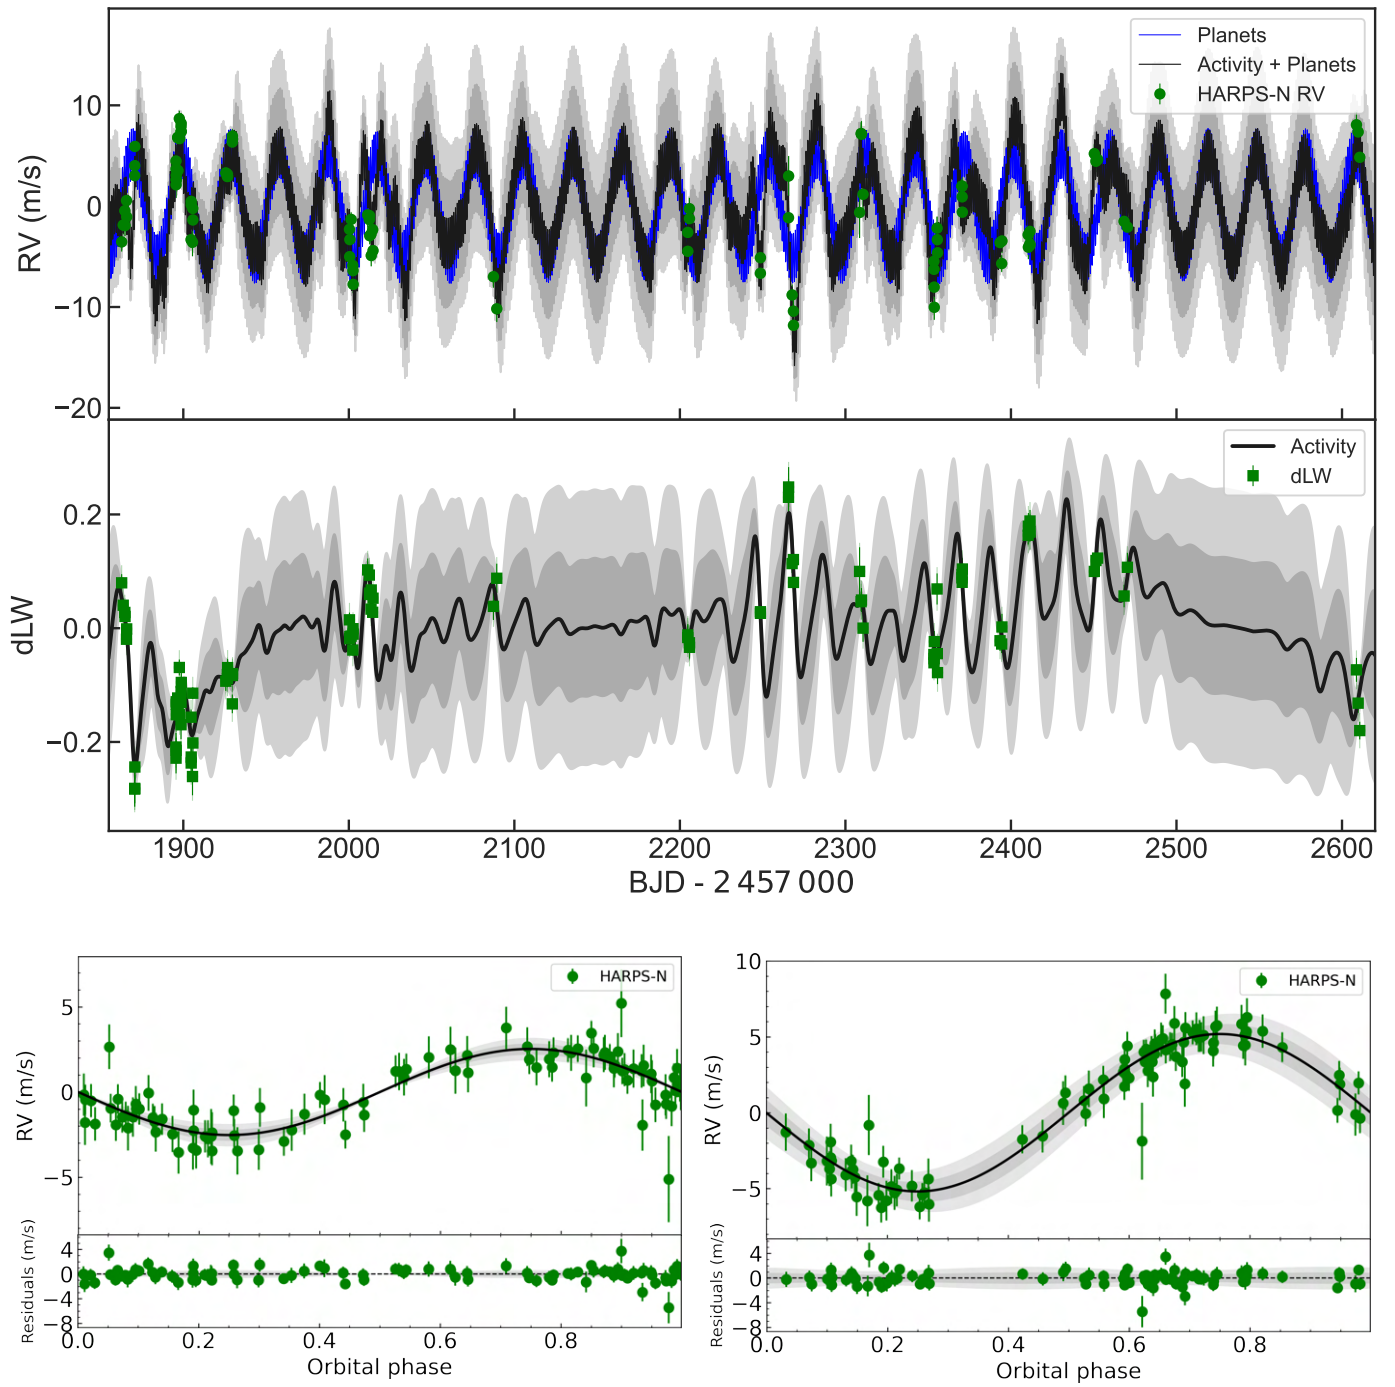 Planets
Activity + Planets
HARPS-N RV
10
0
−10
−20
RV (m/s)
Activity
dLW
0.2
0.0
−0.2
dLW
1900 2000 2100 2200 2300 2400 2500 2600
BJD - 2 457 000
HARPS-N
5
0
−5
RV (m/s)
4
0
−4
−8
Residuals (m/s)
0.0 0.2 0.4 0.6 0.8
Orbital phase
HARPS-N
10
5
0
−5
RV (m/s)
4
0
−4
−8
Residuals (m/s)
0.0 0.2 0.4 0.6 0.8
Orbital phase